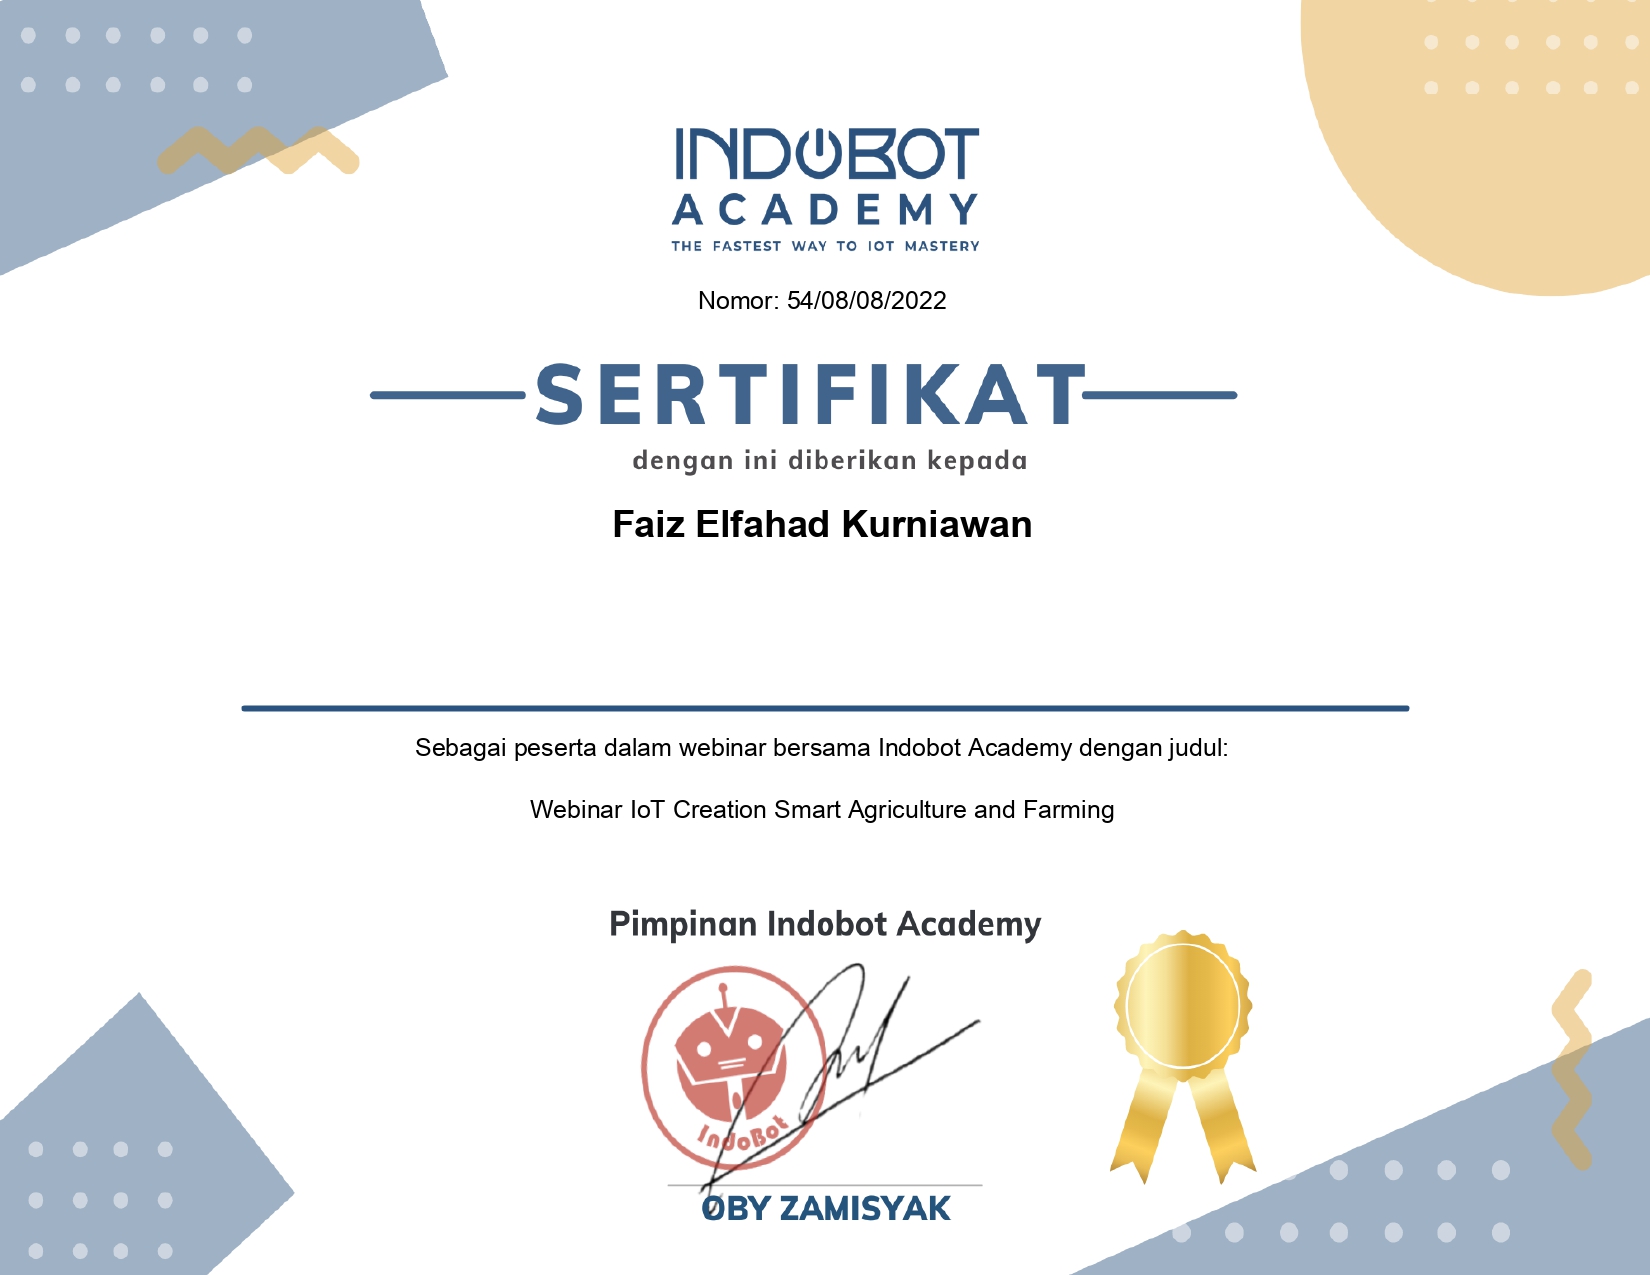 INDOBOT
ACADEMY
THE FASTEST WAY TO IOT MASTERY
Nomor: 54/08/08/2022
SERTIFIKAT
dengan ini diberikan kepada
Faiz Elfahad Kurniawan
Sebagai peserta dalam webinar bersama Indobot Academy dengan judul:
Webinar IoT Creation Smart Agriculture and Farming
Pimpinan Indobot Academy
IndoBot
OBY ZAMISYAK